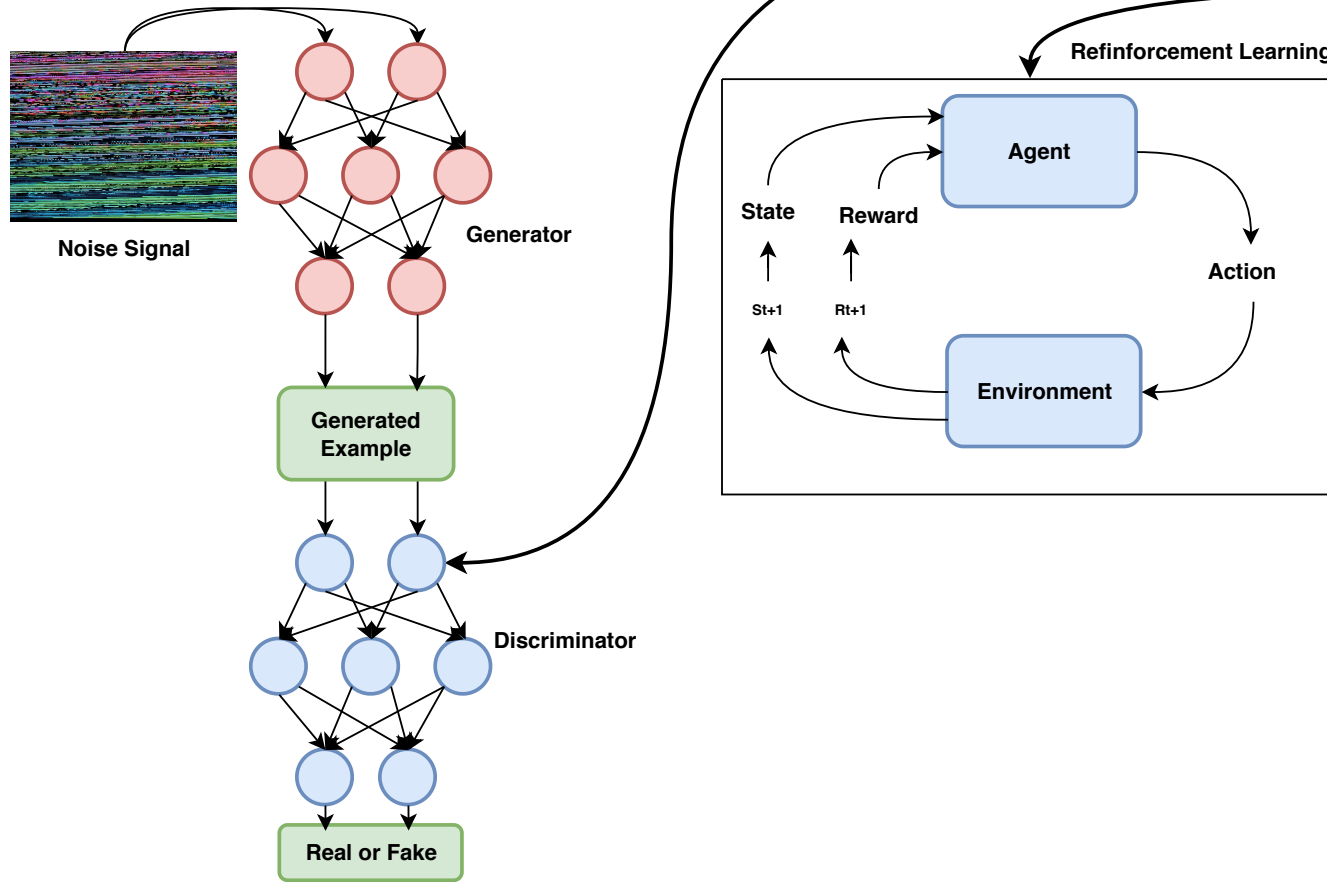 Noise Signal
Generator
Generated
Example
Discriminator
Real or Fake
Refinforcement Learning
Agent
State
Reward
Action
St+1
Rt+1
Environment